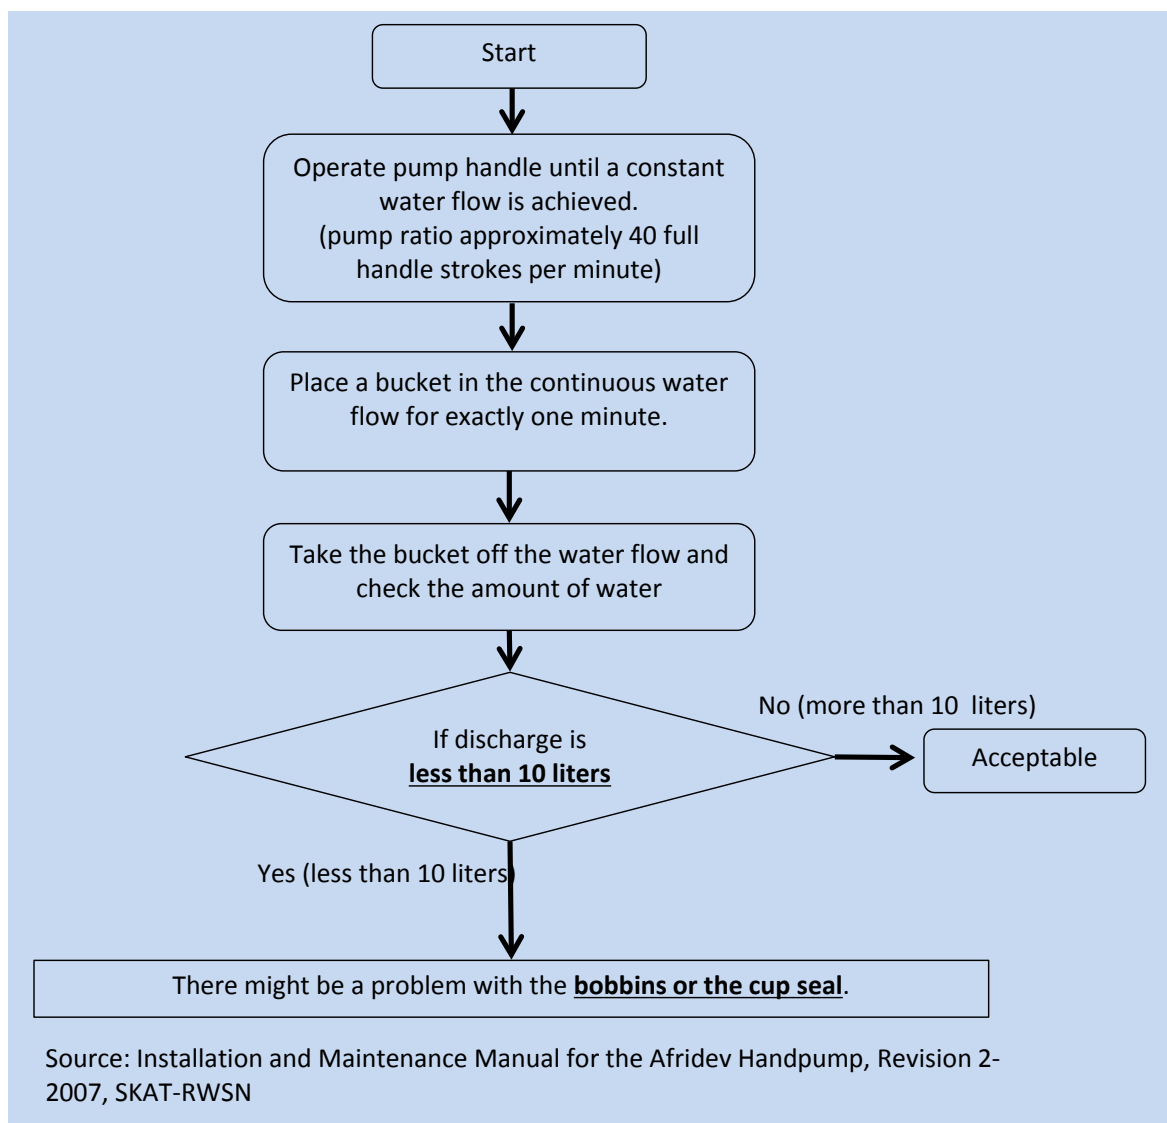 Start
Operate pump handle until a constant
water flow is achieved.
(pump ratio approximately 40 full
handle strokes per minute)
Place a bucket in the continuous water
flow for exactly one minute.
Take the bucket off the water flow and
check the amount of water
No (more than 10  liters)
If discharge is
less than 10 liters
Acceptable
Yes (less than 10 liters)
There might be a problem with the bobbins or the cup seal.
Source: Installation and Maintenance Manual for the Afridev Handpump, Revision 2-
2007, SKAT-RWSN